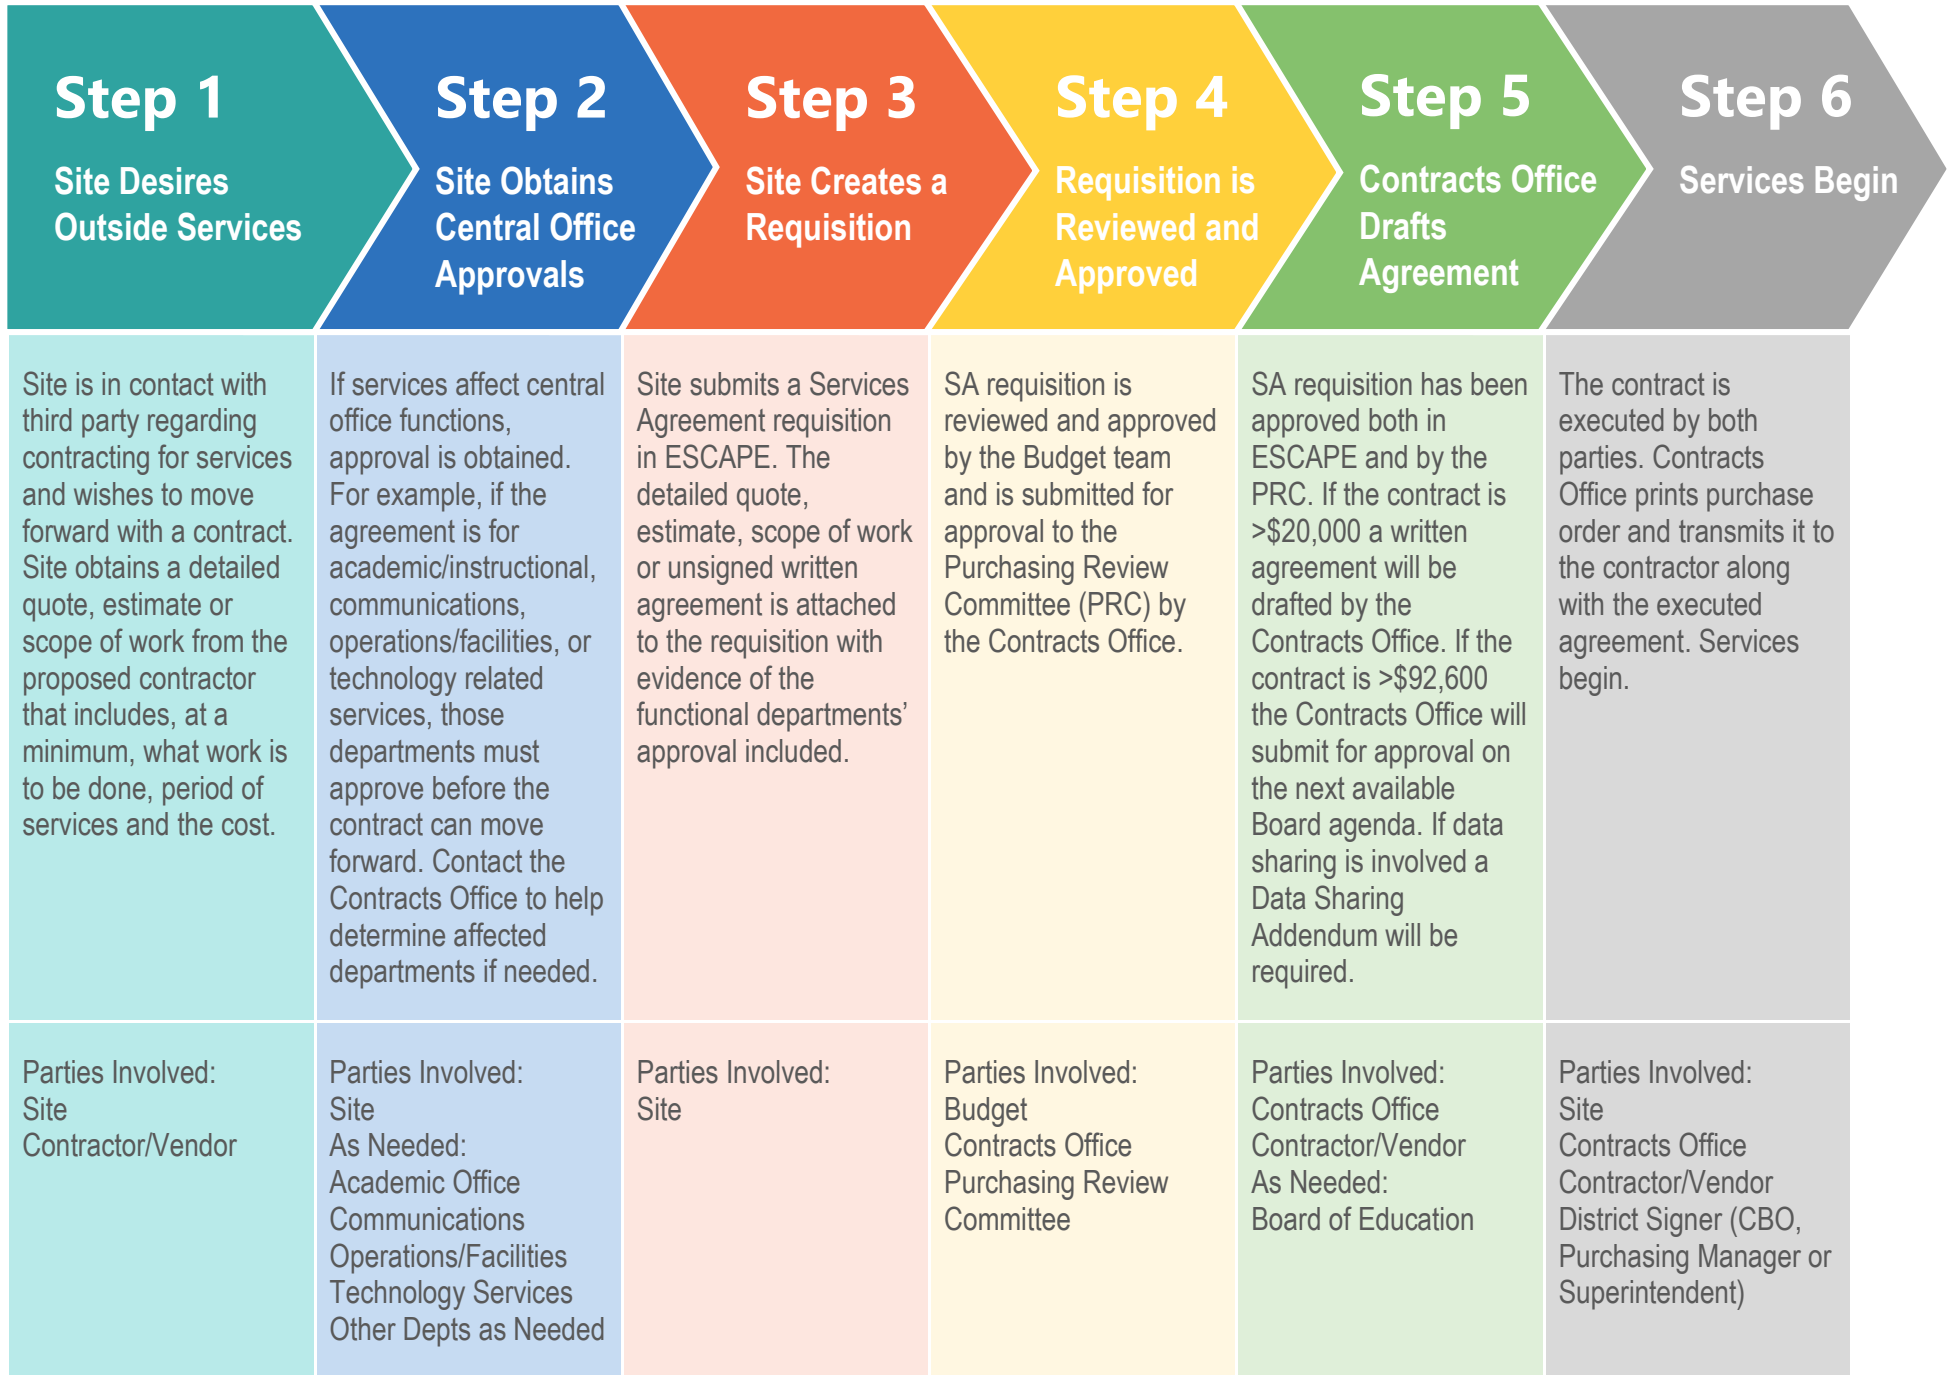 Step 1
Site Desires
Outside Services
Step 2
Site Obtains
Central Office
Approvals
Step 3
Site Creates a
Requisition
Step 4
Requisition is
Reviewed and
Approved
Step 5
Contracts Office
Drafts
Agreement
Step 6
Services Begin
Site is in contact with
third party regarding
contracting for services
and wishes to move
forward with a contract.
Site obtains a detailed
quote, estimate or
scope of work from the
proposed contractor
that includes, at a
minimum, what work is
to be done, period of
services and the cost.
If services affect central
office functions,
approval is obtained.
For example, if the
agreement is for
academic/instructional,
communications,
operations/facilities, or
technology related
services, those
departments must
approve before the
contract can move
forward. Contact the
Contracts Office to help
determine affected
departments if needed.
Site submits a Services
Agreement requisition
in ESCAPE. The
detailed quote,
estimate, scope of work
or unsigned written
agreement is attached
to the requisition with
evidence of the
functional departments’
approval included.
SA requisition is
reviewed and approved
by the Budget team
and is submitted for
approval to the
Purchasing Review
Committee (PRC) by
the Contracts Office.
SA requisition has been
approved both in
ESCAPE and by the
PRC. If the contract is
>$20,000 a written
agreement will be
drafted by the
Contracts Office. If the
contract is >$92,600
the Contracts Office will
submit for approval on
the next available
Board agenda. If data
sharing is involved a
Data Sharing
Addendum will be
required.
The contract is
executed by both
parties. Contracts
Office prints purchase
order and transmits it to
the contractor along
with the executed
agreement. Services
begin.
Parties Involved:
Site
Contractor/Vendor
Parties Involved:
Site
As Needed:
Academic Office
Communications
Operations/Facilities
Technology Services
Other Depts as Needed
Parties Involved:
Site
Parties Involved:
Budget
Contracts Office
Purchasing Review
Committee
Parties Involved:
Contracts Office
Contractor/Vendor
As Needed:
Board of Education
Parties Involved:
Site
Contracts Office
Contractor/Vendor
District Signer (CBO,
Purchasing Manager or
Superintendent)